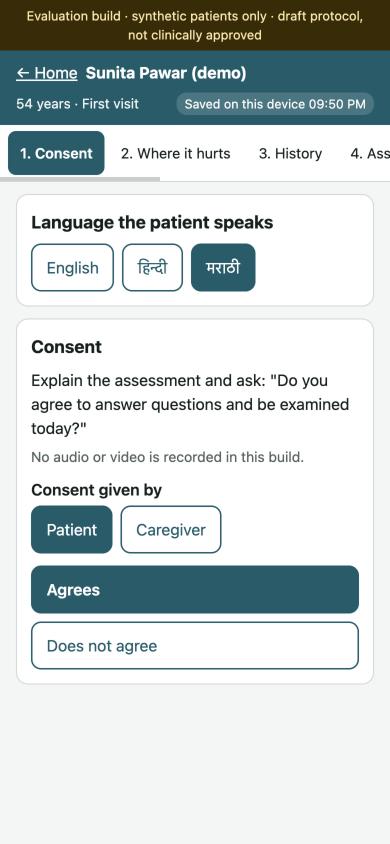 Evaluation build · synthetic patients only · draft protocol,
not clinically approved
← Home Sunita Pawar (demo)
54 years · First visit Saved on this device 09:50 PM
1. Consent 2. Where it hurts 3. History 4. Ass
Language the patient speaks
English हिन्दी मराठी
Consent
Explain the assessment and ask: "Do you
agree to answer questions and be examined
today?"
No audio or video is recorded in this build.
Consent given by
Patient Caregiver
Agrees
Does not agree